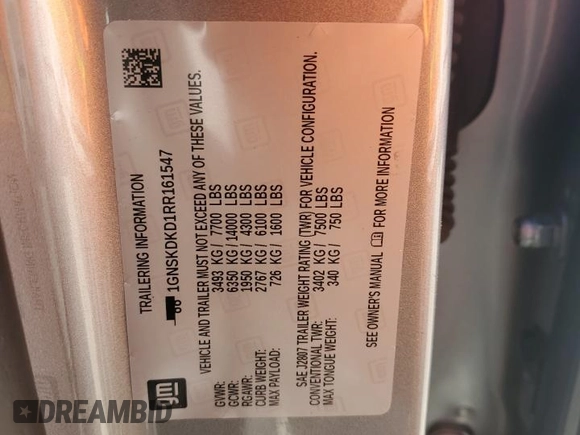 gm
TRAILERING INFORMATION
1GNSKDKD1RR161547
VEHICLE AND TRAILER MUST NOT EXCEED ANY OF THESE VALUES.
GVWR: 3493 KG / 7700 LBS
GCWR: 6350 KG / 14000 LBS
RGAWR: 1950 KG / 4300 LBS
CURB WEIGHT: 2767 KG / 6100 LBS
MAX PAYLOAD: 726 KG / 1600 LBS
SAE J2807 TRAILER WEIGHT RATING (TWR) FOR VEHICLE CONFIGURATION.
CONVENTIONAL TWR: 3402 KG / 7500 LBS
MAX TONGUE WEIGHT: 340 KG / 750 LBS
SEE OWNER'S MANUAL FOR MORE INFORMATION
DREAMBID